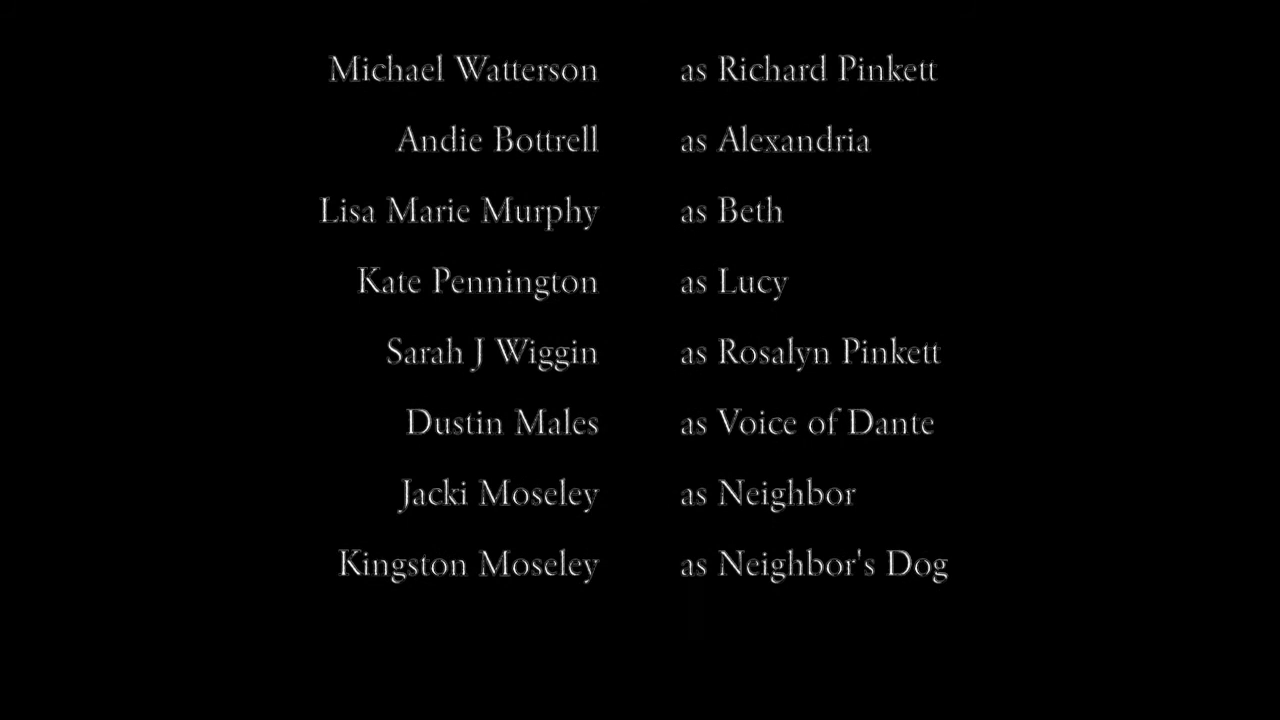 Michael Watterson as Richard Pinkett
Andie Bottrell as Alexandria
Lisa Marie Murphy as Beth
Kate Pennington as Lucy
Sarah J Wiggin as Rosalyn Pinkett
Dustin Males as Voice of Dante
Jacki Moseley as Neighbor
Kingston Moseley as Neighbor's Dog